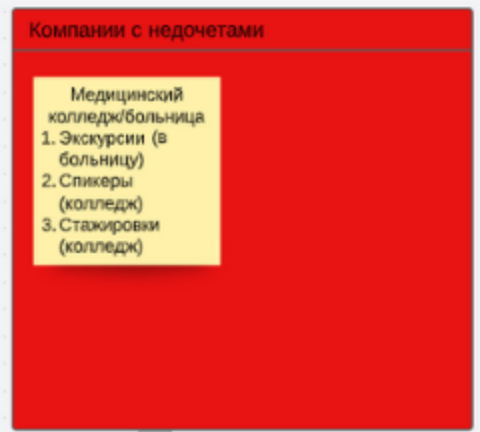 Компании с недочетами
Медицинский
колледж/больница
1. Экскурсии (в
больницу)
2. Спикеры
(колледж)
3. Стажировки
(колледж)